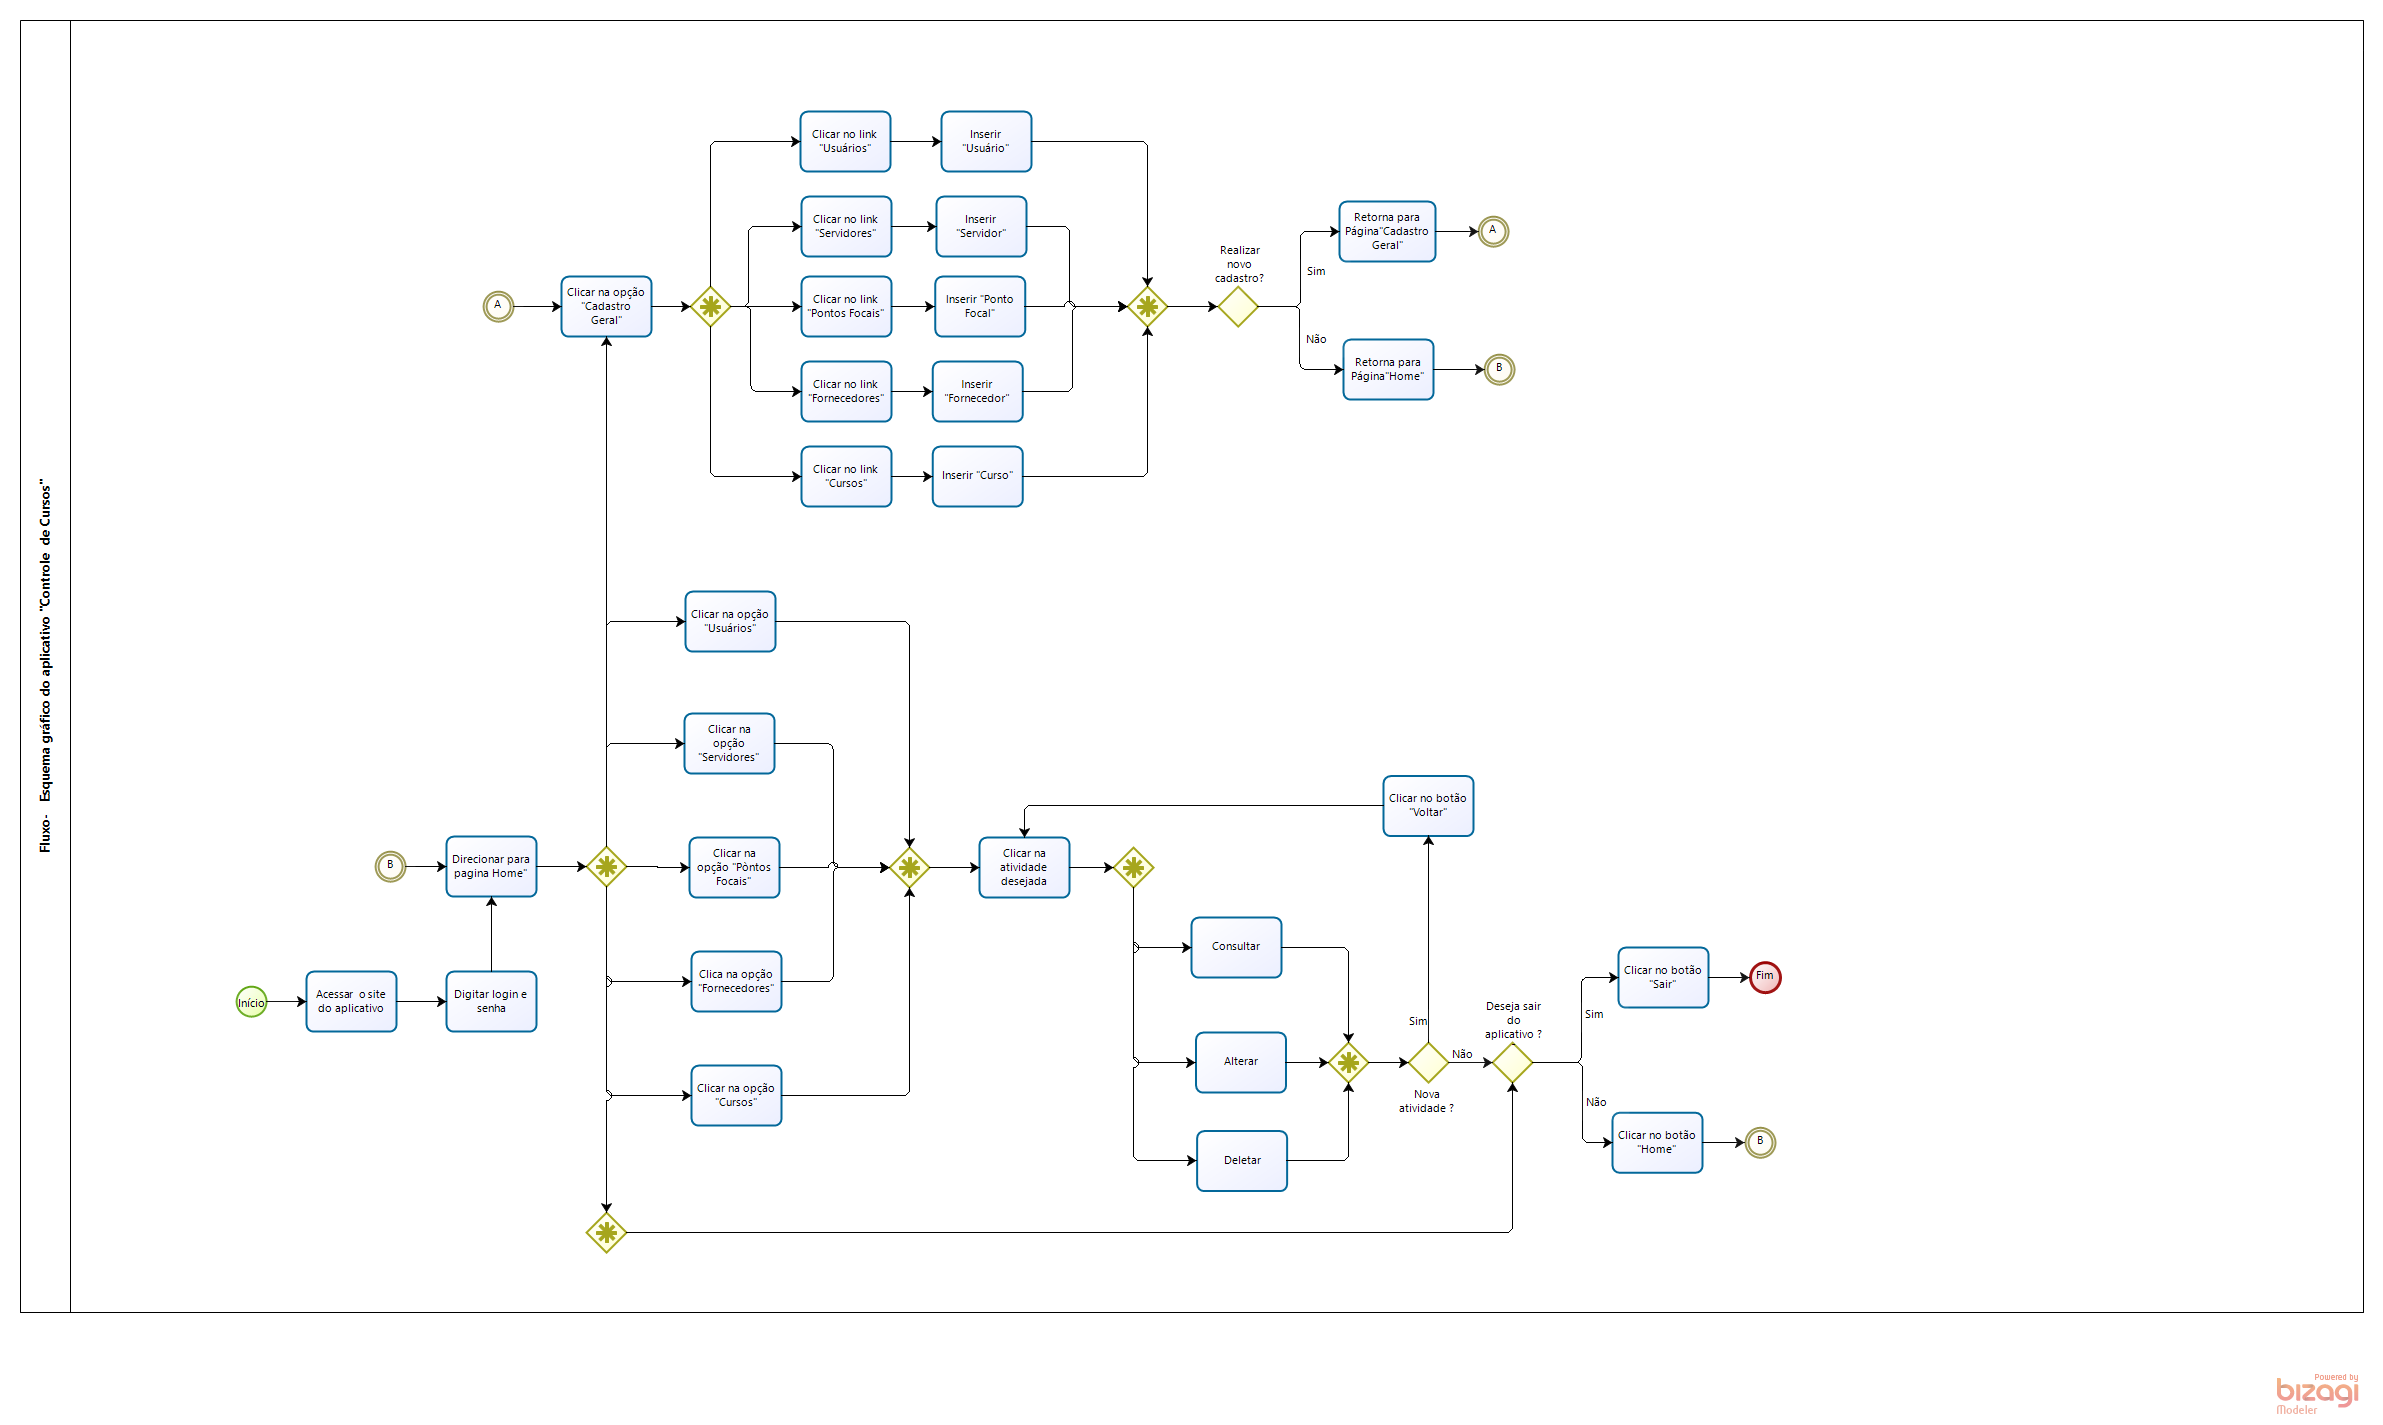 Fluxo-   Esquema gráfico do aplicativo "Controle  de Cursos"
Clicar no link
"Usuários"
Inserir
"Usuário"
Clicar no link
"Servidores"
Inserir
"Servidor"
A
Clicar na opção
"Cadastro
Geral"
Clicar no link
"Pontos Focais"
Inserir "Ponto
Focal"
Clicar no link
"Fornecedores"
Inserir
"Fornecedor"
Clicar no link
"Cursos"
Inserir "Curso"
Realizar
novo
cadastro?
Sim
Retorna para
Página"Cadastro
Geral"
A
Não
Retorna para
Página"Home"
B
Clicar na opção
"Usuários"
Clicar na
opção
"Servidores"
B
Direcionar para
pagina Home"
Clicar na
opção "Pòntos
Focais"
Clica na opção
"Fornecedores"
Clicar na opção
"Cursos"
Início
Acessar  o site
do aplicativo
Digitar login e
senha
Clicar na
atividade
desejada
Clicar no botão
"Voltar"
Consultar
Alterar
Deletar
Sim
Não
Nova
atividade ?
Deseja sair
do
aplicativo ?
Sim
Clicar no botão
"Sair"
Fim
Não
Clicar no botão
"Home"
B
Powered by
bizagi
Modeler